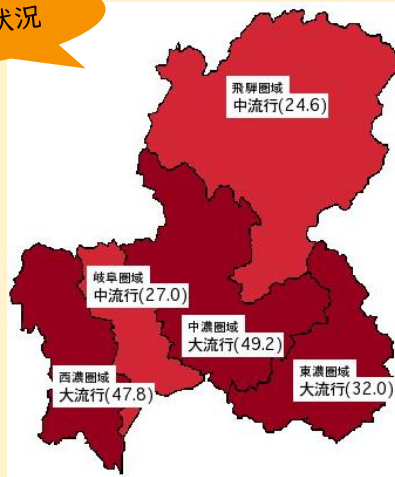 状況
飛騨圏域
中流行(24.6)
岐阜圏域
中流行(27.0)
中濃圏域
大流行(49.2)
西濃圏域
大流行(47.8)
東濃圏域
大流行(32.0)